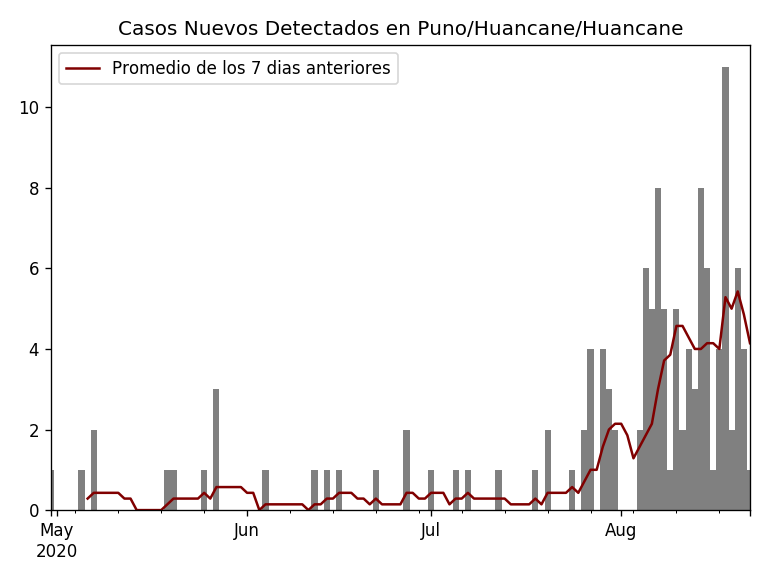 Casos Nuevos Detectados en Puno/Huancane/Huancane
Promedio de los 7 dias anteriores
10
8
6
4
2
0
May Jun Jul Aug
2020